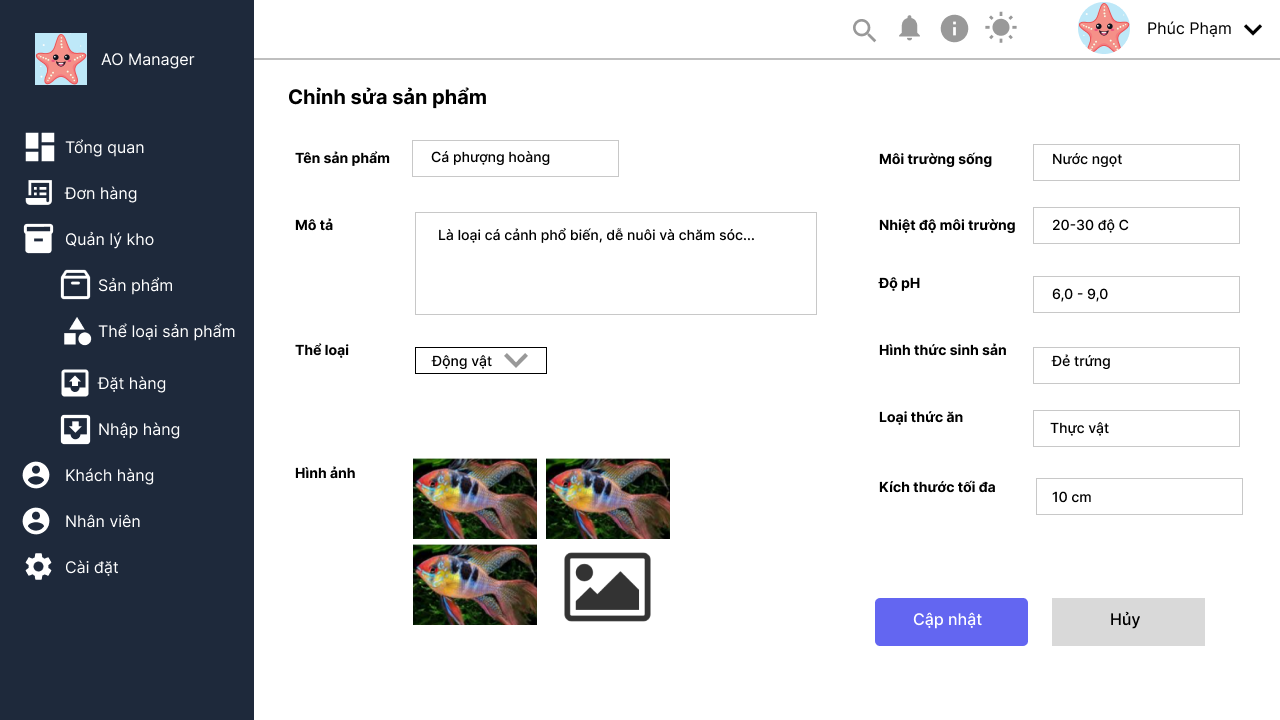 AO Manager
Tổng quan
Đơn hàng
Quản lý kho
Sản phẩm
Thể loại sản phẩm
Đặt hàng
Nhập hàng
Khách hàng
Nhân viên
Cài đặt
Phúc Phạm
Chỉnh sửa sản phẩm
Tên sản phẩm
Cá phượng hoàng
Mô tả
Là loại cá cảnh phổ biến, dễ nuôi và chăm sóc...
Thể loại
Động vật
Hình ảnh
Môi trường sống
Nước ngọt
Nhiệt độ môi trường
20-30 độ C
Độ pH
6,0 - 9,0
Hình thức sinh sản
Đẻ trứng
Loại thức ăn
Thực vật
Kích thước tối đa
10 cm
Cập nhật
Hủy